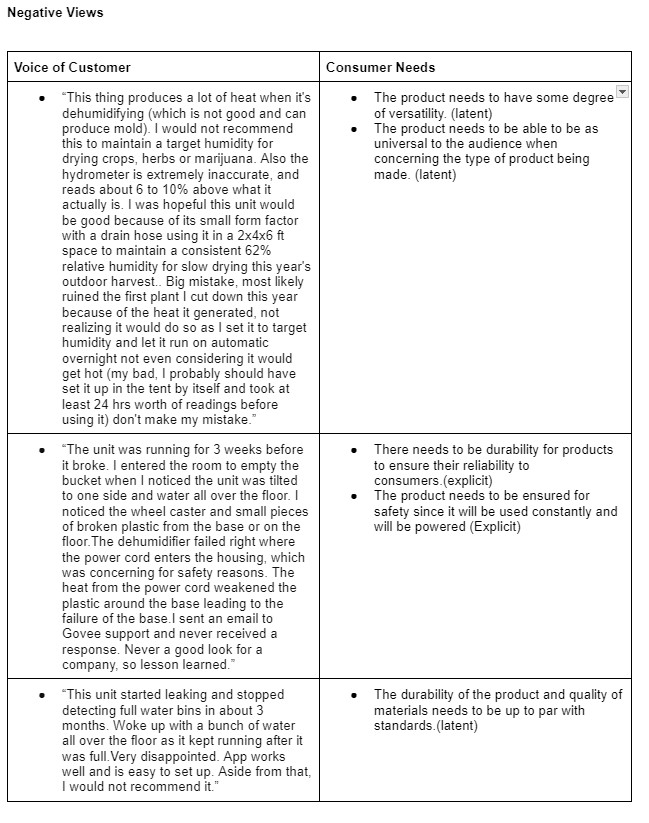 Negative Views
Voice of Customer
Consumer Needs
● “This thing produces a lot of heat when it's
dehumidifying (which is not good and can
produce mold). I would not recommend
this to maintain a target humidity for
drying crops, herbs or marijuana. Also the
hydrometer is extremely inaccurate, and
reads about 6 to 10% above what it
actually is. I was hopeful this unit would
be good because of its small form factor
with a drain hose using it in a 2x4x6 ft
space to maintain a consistent 62%
relative humidity for slow drying this year's
outdoor harvest.. Big mistake, most likely
ruined the first plant I cut down this year
because of the heat it generated, not
realizing it would do so as I set it to target
humidity and let it run on automatic
overnight not even considering it would
get hot (my bad, I probably should have
set it up in the tent by itself and took at
least 24 hrs worth of readings before
using it) don't make my mistake.”
● The product needs to have some degree
of versatility. (latent)
● The product needs to be able to be as
universal to the audience when
concerning the type of product being
made. (latent)
● “The unit was running for 3 weeks before
it broke. I entered the room to empty the
bucket when I noticed the unit was tilted
to one side and water all over the floor. I
noticed the wheel caster and small pieces
of broken plastic from the base or on the
floor.The dehumidifier failed right where
the power cord enters the housing, which
was concerning for safety reasons. The
heat from the power cord weakened the
plastic around the base leading to the
failure of the base.I sent an email to
Govee support and never received a
response. Never a good look for a
company, so lesson learned.”
● There needs to be durability for products
to ensure their reliability to
consumers.(explicit)
● The product needs to be ensured for
safety since it will be used constantly and
will be powered (Explicit)
● “This unit started leaking and stopped
detecting full water bins in about 3
months. Woke up with a bunch of water
all over the floor as it kept running after it
was full.Very disappointed. App works
well and is easy to set up. Aside from that,
I would not recommend it.”
● The durability of the product and quality of
materials needs to be up to par with
standards.(latent)